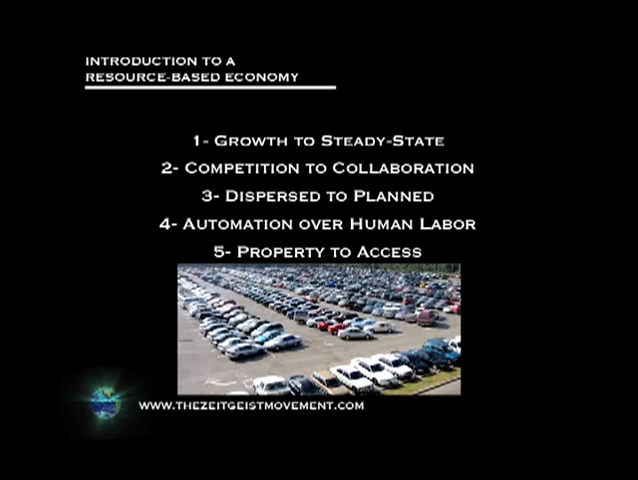 INTRODUCTION TO A
RESOURCE-BASED ECONOMY
1- GROWTH TO STEADY-STATE
2- COMPETITION TO COLLABORATION
3- DISPERSED TO PLANNED
4- AUTOMATION OVER HUMAN LABOR
5- PROPERTY TO ACCESS
WWW.THEZEITGEISTMOVEMENT.COM